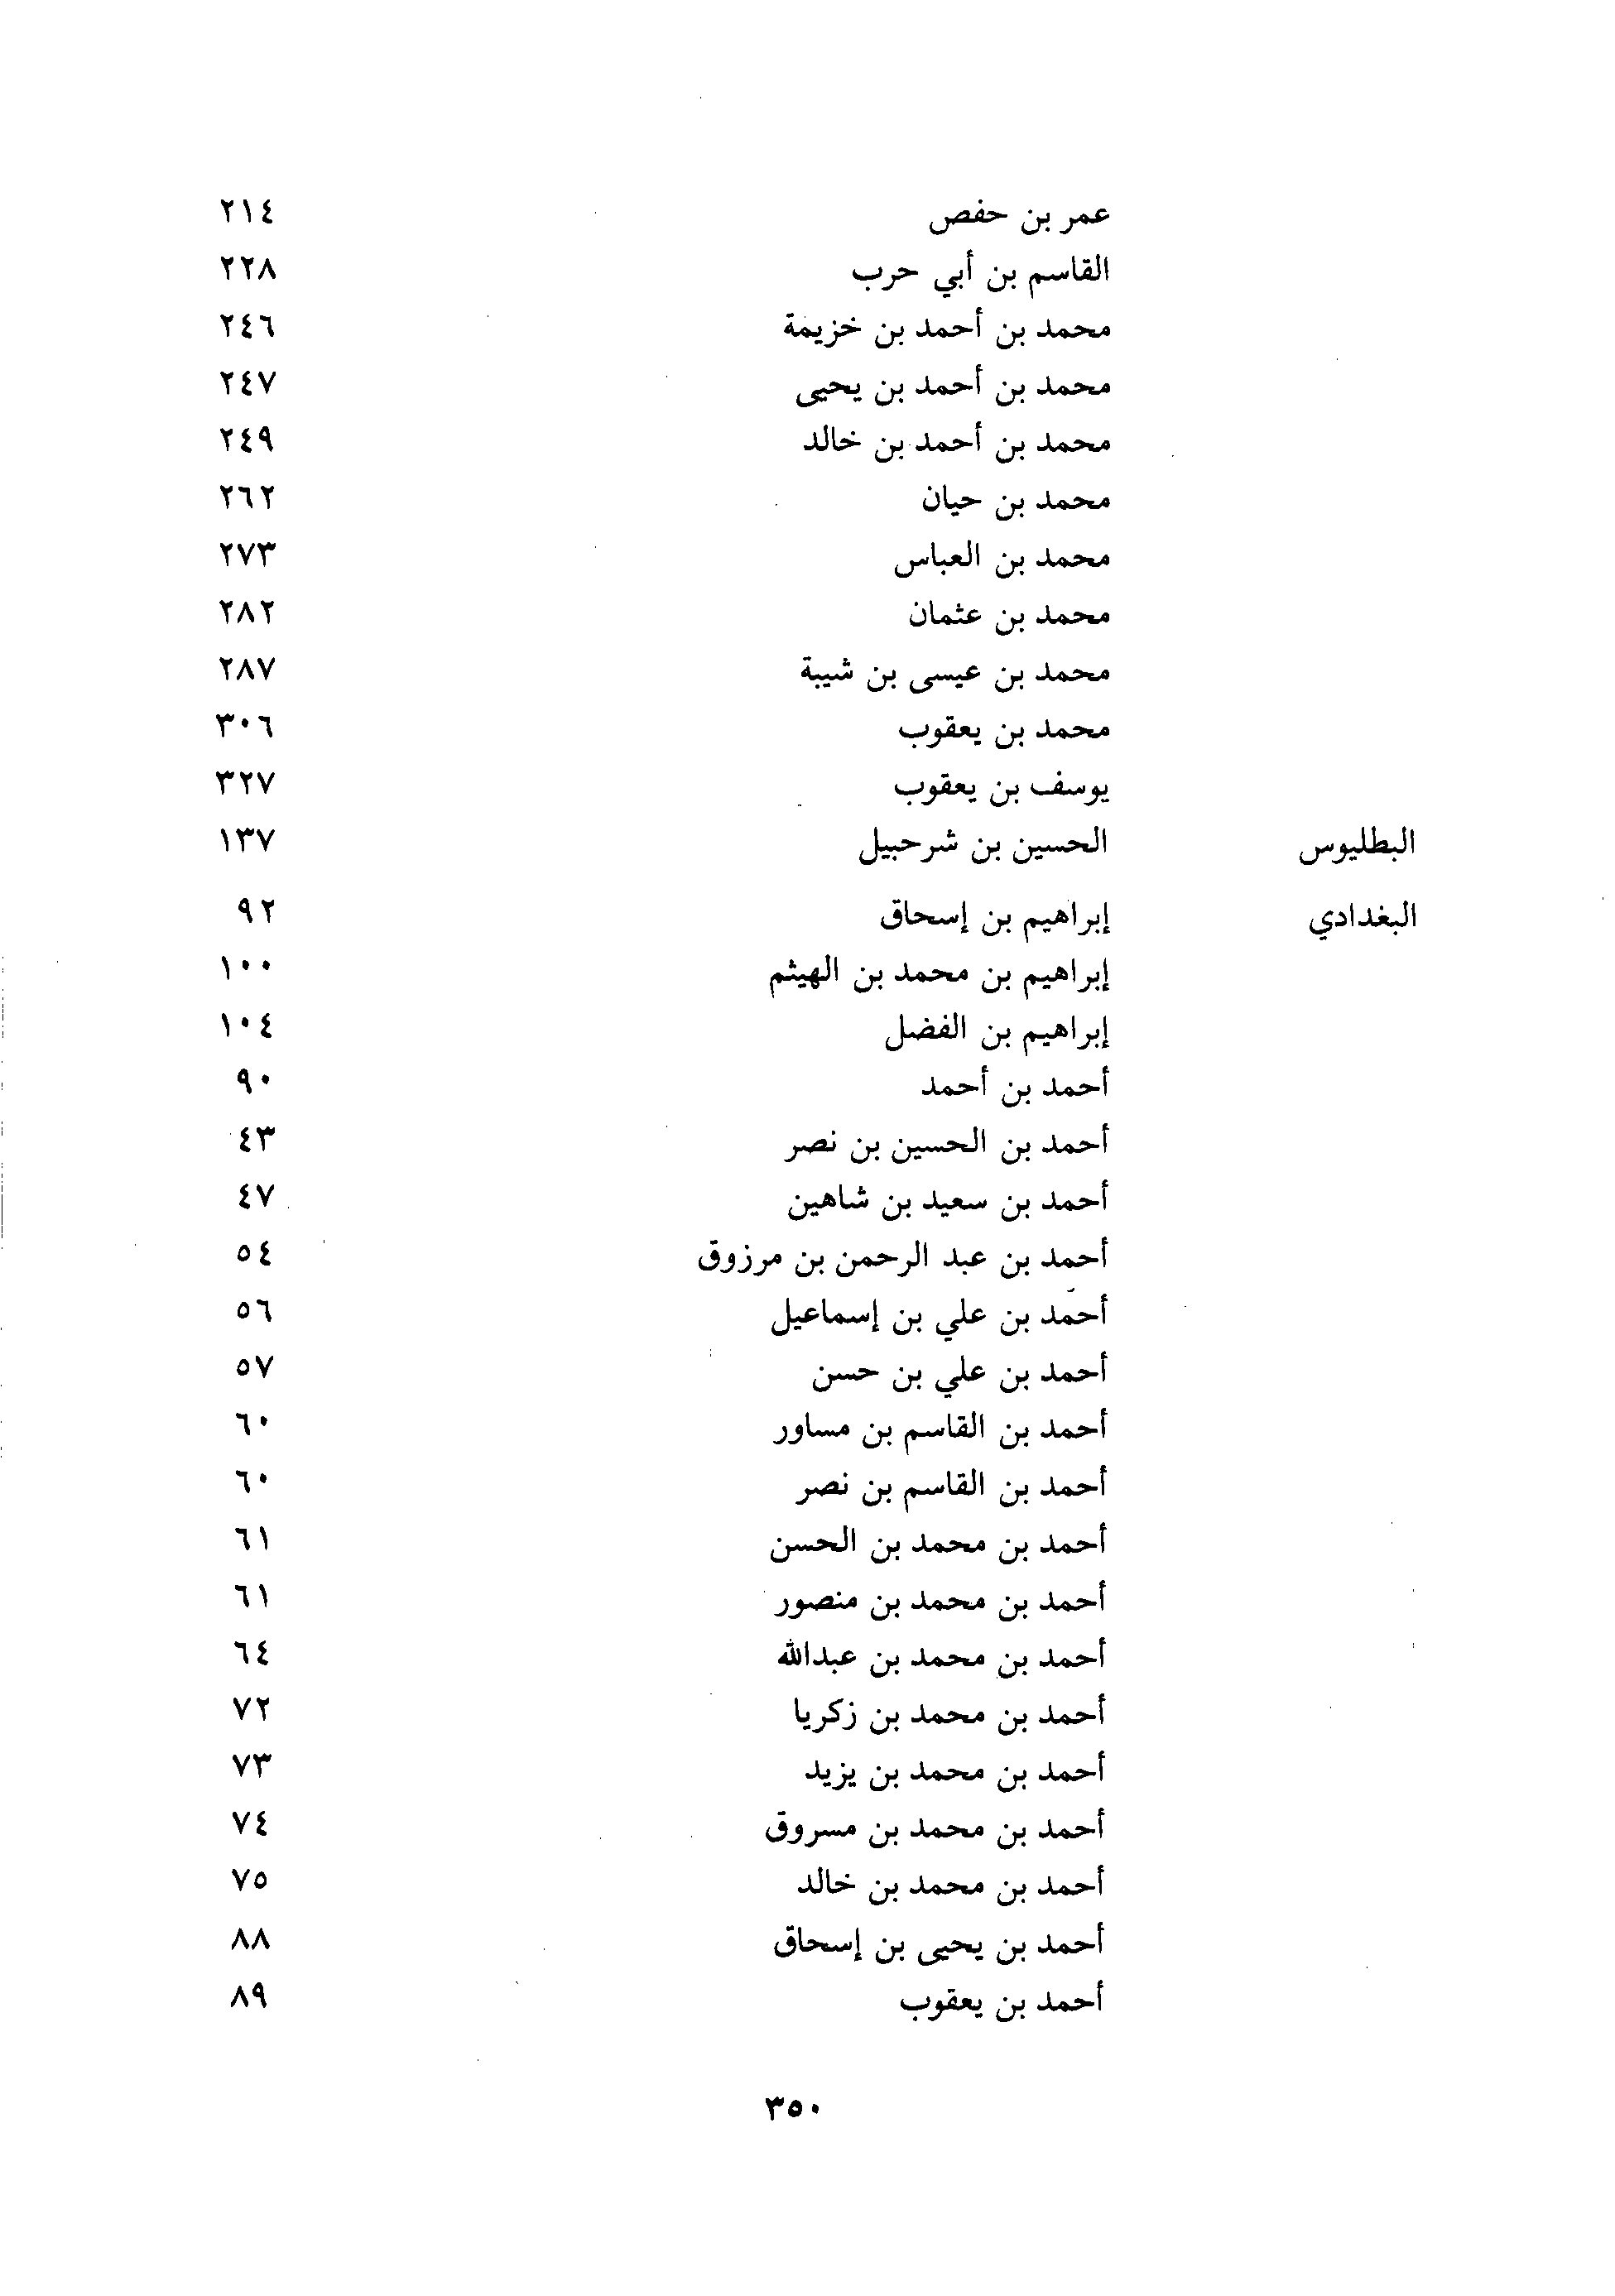 عمر بن حفص ٢١٤
القاسم بن أبي حرب ٢٢٨
محمد بن أحمد بن خزيمة ٢٤٦
محمد بن أحمد بن يحيى ٢٤٧
محمد بن أحمد بن خالد ٢٤٩
محمد بن حيان ٢٦٢
محمد بن العباس ٢٧٣
محمد بن عثمان ٢٨٢
محمد بن عيسى بن شيبة ٢٨٧
محمد بن يعقوب ٣٠٦
يوسف بن يعقوب ٣٢٧
البطليوس الحسين بن شرحبيل ١٣٧
البغدادي إبراهيم بن إسحاق ٩٢
إبراهيم بن محمد بن الهيثم ١٠٠
إبراهيم بن الفضل ١٠٤
أحمد بن أحمد ٩٠
أحمد بن الحسين بن نصر ٤٣
أحمد بن سعيد بن شاهين ٤٧
أحمد بن عبد الرحمن بن مرزوق ٥٤
أحمد بن علي بن إسماعيل ٥٦
أحمد بن علي بن حسن ٥٧
أحمد بن القاسم بن مساور ٦٠
أحمد بن القاسم بن نصر ٦٠
أحمد بن محمد بن الحسن ٦١
أحمد بن محمد بن منصور ٦١
أحمد بن محمد بن عبدالله ٦٤
أحمد بن محمد بن زكريا ٧٢
أحمد بن محمد بن يزيد ٧٣
أحمد بن محمد بن مسروق ٧٤
أحمد بن محمد بن خالد ٧٥
أحمد بن يحيى بن إسحاق ٨٨
أحمد بن يعقوب ٨٩
٣٥٠